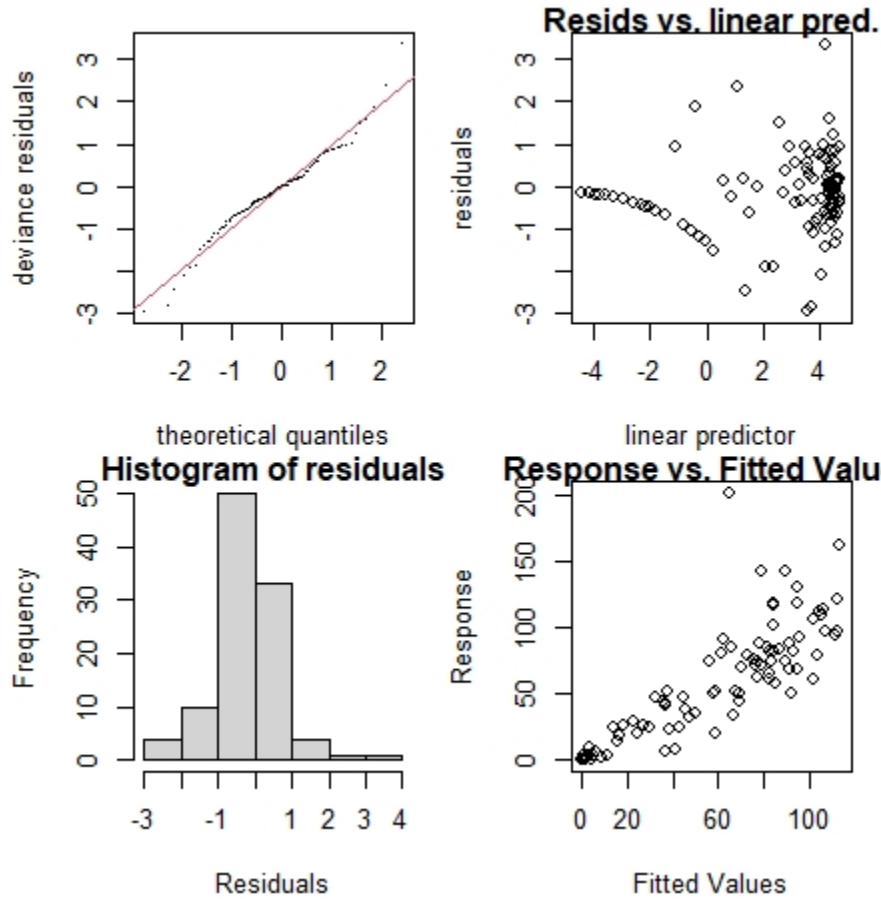 deviance residuals
3
2
1
0
-1
-3
-2 -1 0 1 2
theoretical quantiles
Resids vs. linear pred.
residuals
3
2
1
0
-1
-3
-4 -2 0 2 4
linear predictor
Histogram of residuals
Frequency
50
40
30
20
10
0
-3 -1 1 2 3 4
Residuals
Response vs. Fitted Valu
Response
200
150
100
50
0
0 20 60 100
Fitted Values